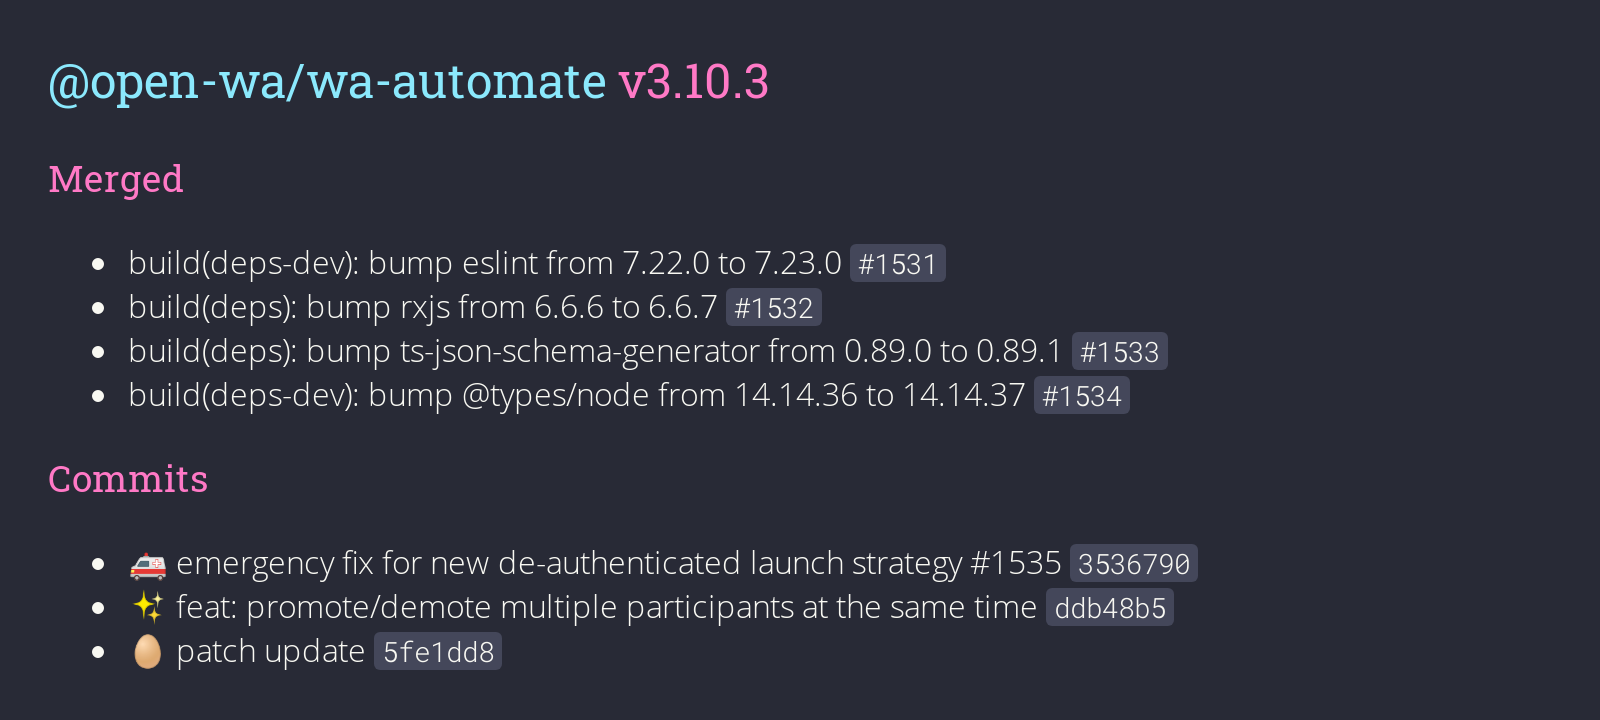 @open-wa/wa-automate v3.10.3
Merged
build(deps-dev): bump eslint from 7.22.0 to 7.23.0 #1531
build(deps): bump rxjs from 6.6.6 to 6.6.7 #1532
build(deps): bump ts-json-schema-generator from 0.89.0 to 0.89.1 #1533
build(deps-dev): bump @types/node from 14.14.36 to 14.14.37 #1534
Commits
🚑 emergency fix for new de-authenticated launch strategy #1535 3536790
✨ feat: promote/demote multiple participants at the same time ddb48b5
🥚 patch update 5fe1dd8